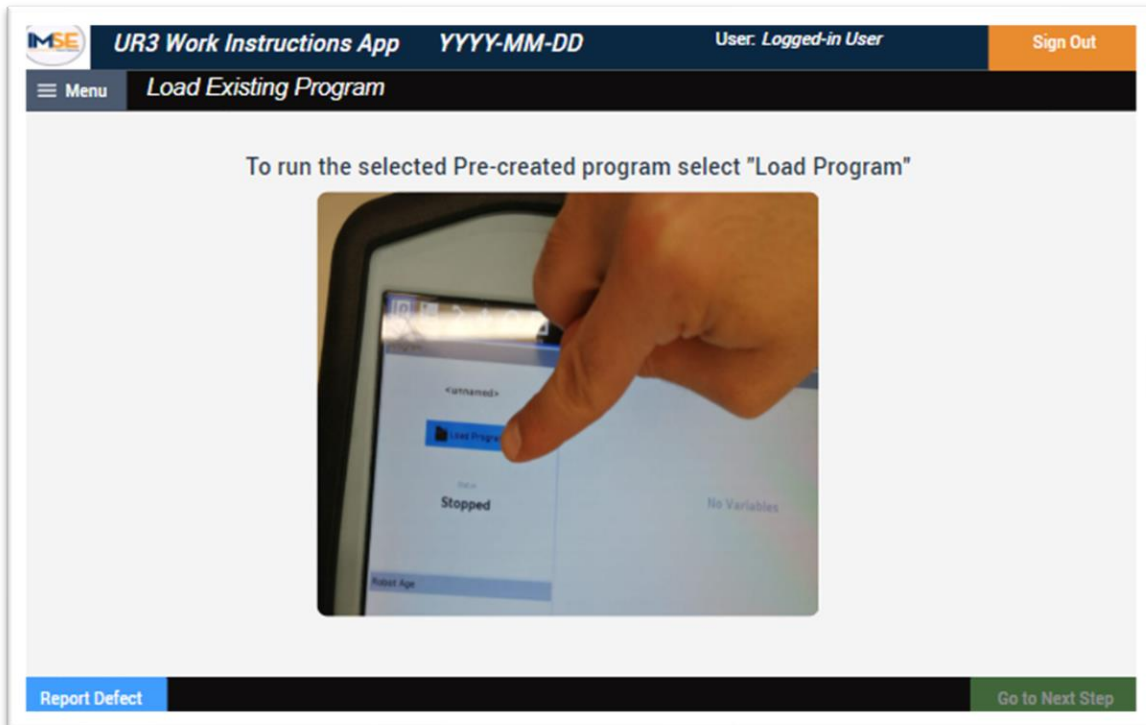 IMSE
UR3 Work Instructions App YYYY-MM-DD User: Logged-in User Sign Out
Menu Load Existing Program
To run the selected Pre-created program select "Load Program"
<unnamed>
Load Program
Status
Stopped
No Variables
Robot Age
Report Defect Go to Next Step